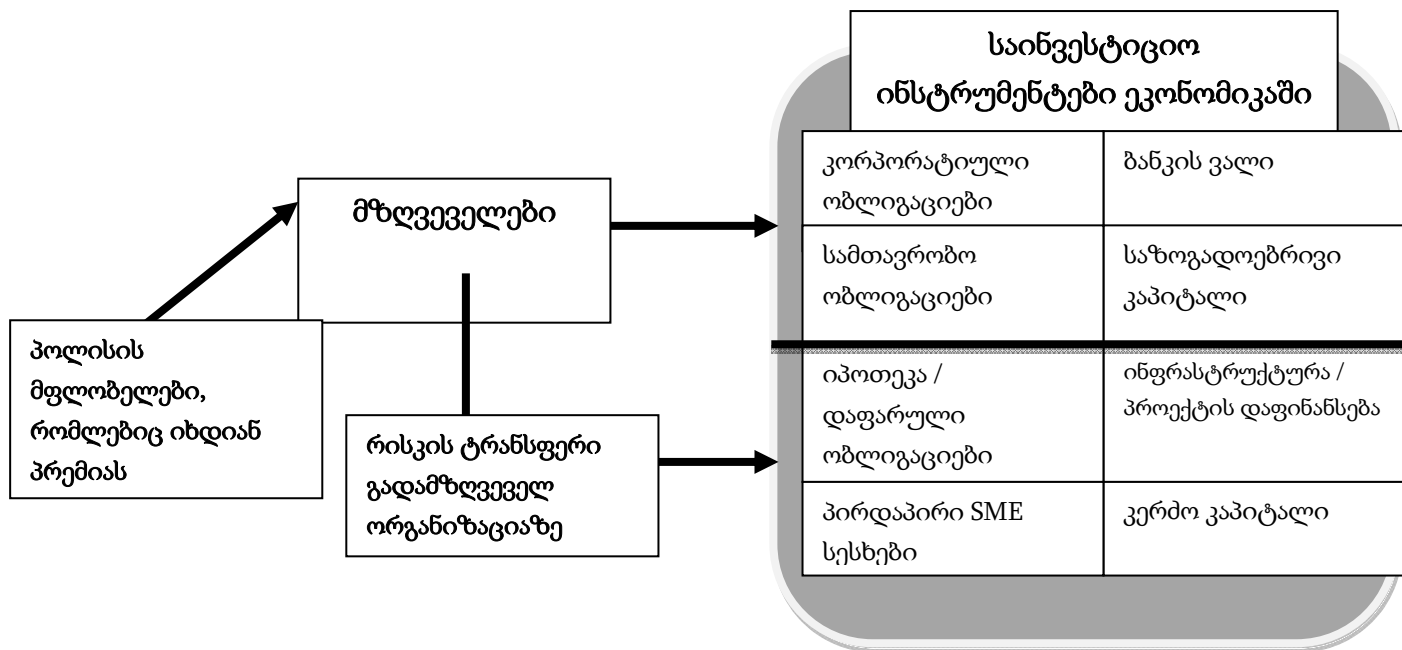 საინვესტიციო
ინსტრუმენტები ეკონომიკაში
კორპორატიული
ობლიგაციები
ბანკის ვალი
მზღვეველები
სამთავრობო
ობლიგაციები
საზოგადოებრივი
კაპიტალი
პოლისის
მფლობელები,
რომლებიც იხდიან
პრემიას
იპოთეკა /
დაფარული
ობლიგაციები
ინფრასტრუქტურა /
პროექტის დაფინანსება
რისკის ტრანსფერი
გადამზღვეველ
ორგანიზაციაზე
პირდაპირი SME
სესხები
კერძო კაპიტალი